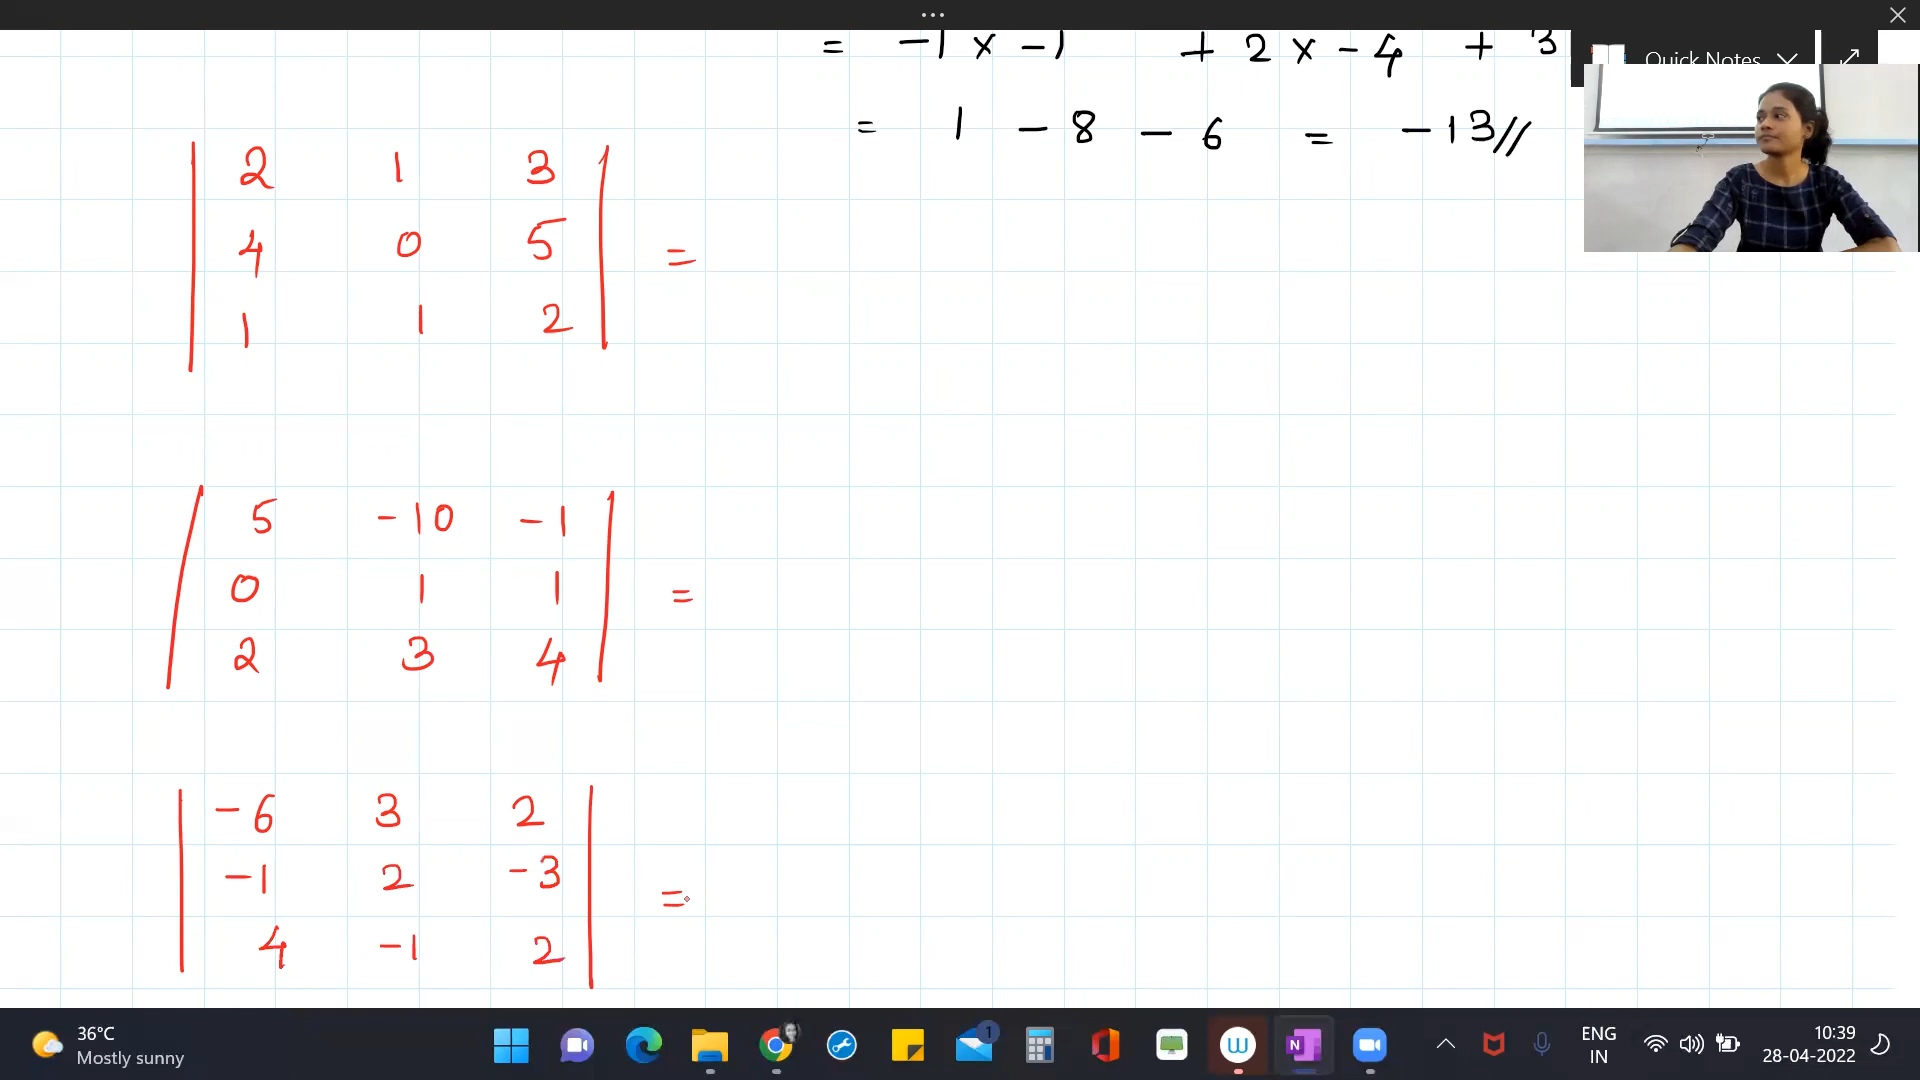 = -1 x -1 + 2 x -4 + 3
Quick Notes
= 1 - 8 - 6 = -13//
2 1 3
4 0 5 =
1 1 2
5 -10 -1
0 1 1 =
2 3 4
-6 3 2
-1 2 -3 =
4 -1 2
36°C
Mostly sunny
1
ENG
IN
10:39
28-04-2022